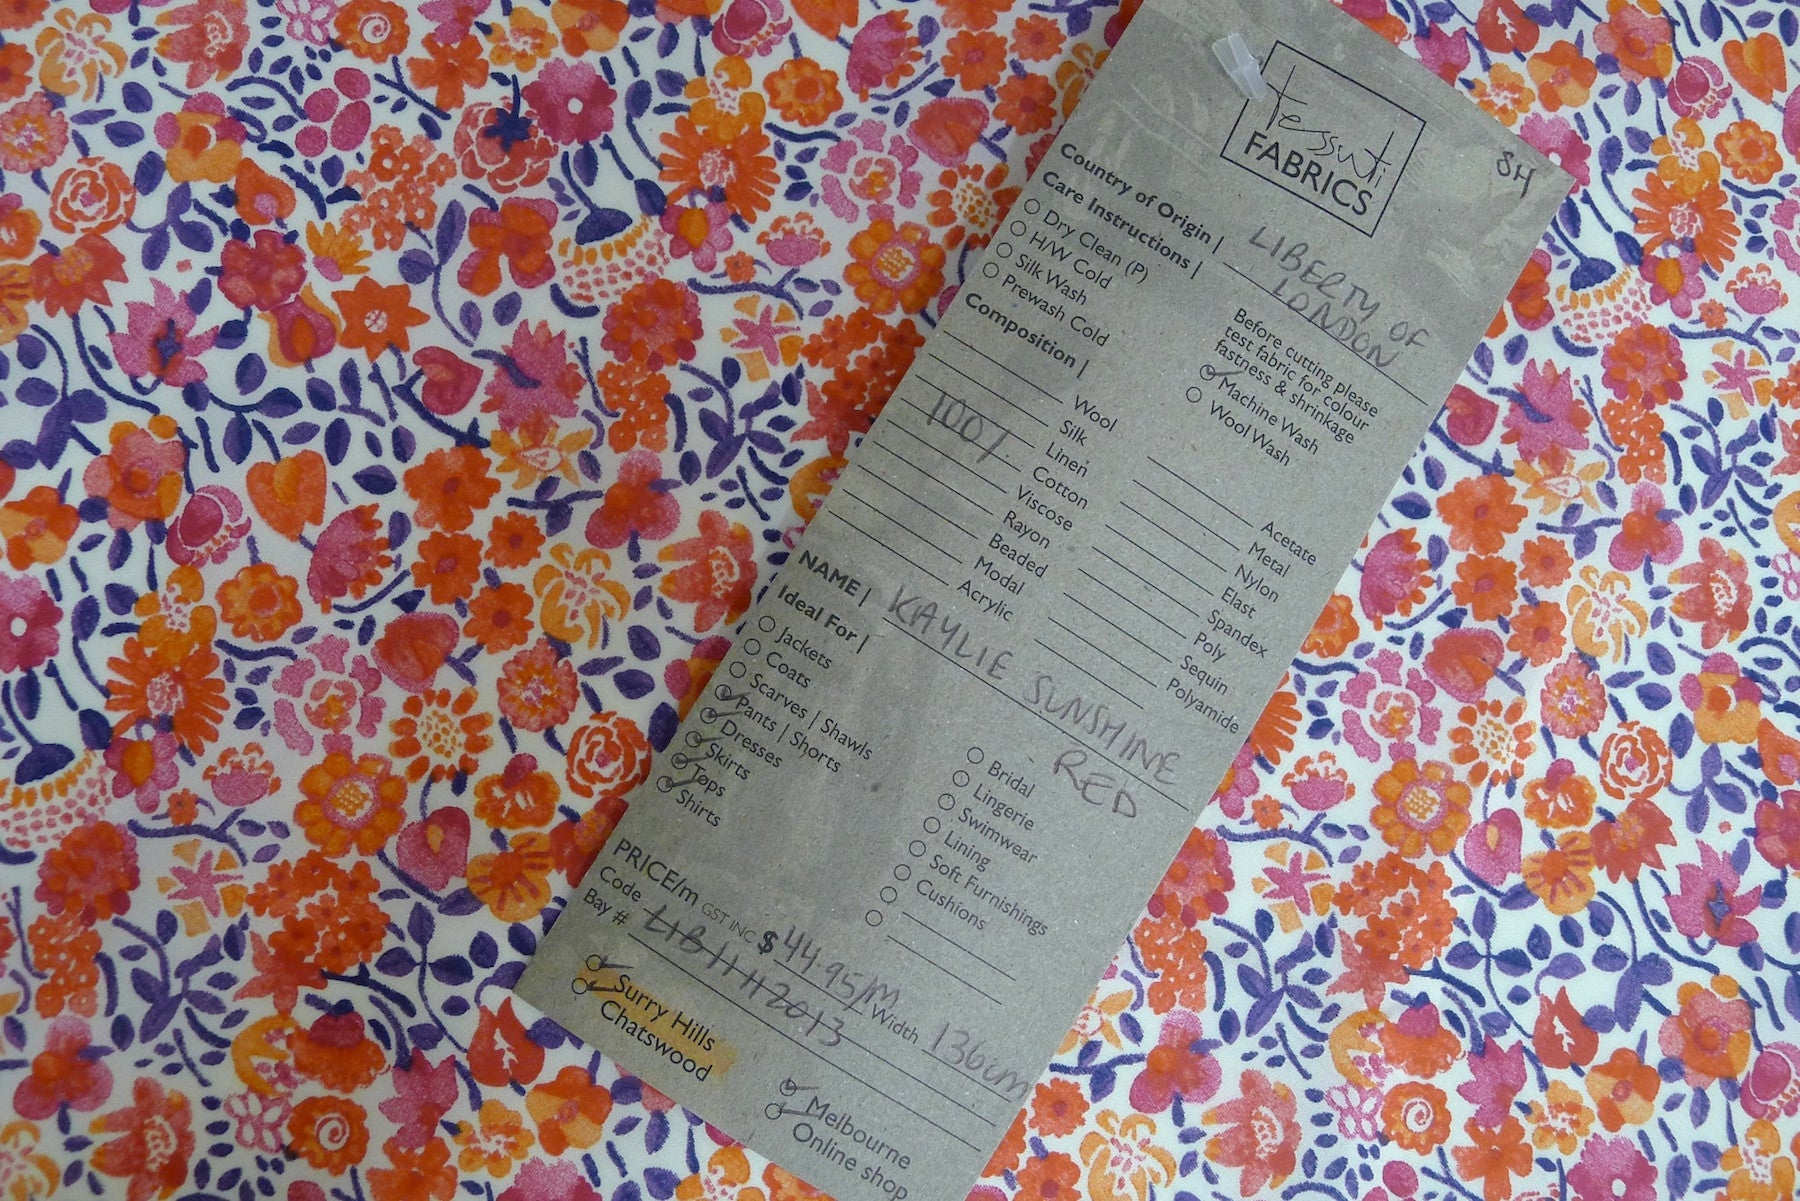 tessuti
FABRICS
SH
Country of Origin | LIBERTY OF
LONDON
Care Instructions |
Dry Clean (P)
H/W Cold
Silk Wash
Prewash Cold
Before cutting please
test fabric for colour
fastness & shrinkage
Machine Wash
Wool Wash
Composition |
Wool
Silk
Linen
100% Cotton
Viscose
Rayon
Beaded
Modal
Acrylic
Acetate
Metal
Nylon
Elast
Spandex
Poly
Sequin
Polyamide
NAME | KAYLIE SUNSHINE
RED
Ideal For |
Jackets
Coats
Scarves | Shawls
Pants | Shorts
Dresses
Skirts
Tops
Shirts
Bridal
Lingerie
Swimwear
Lining
Soft Furnishings
Cushions
PRICE/m GST INC $ 44.95/M Width 136cm
Code LIBHH2013
Bay #
Surry Hills
Chatswood
Melbourne
Online shop